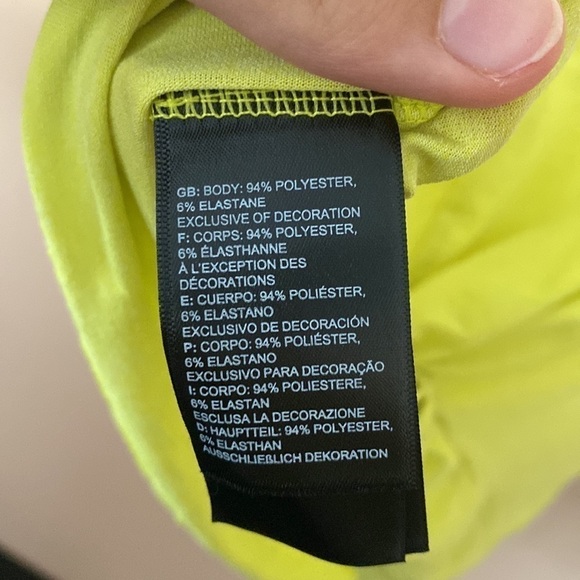 GB: BODY: 94% POLYESTER,
6% ELASTANE
EXCLUSIVE OF DECORATION
F: CORPS: 94% POLYESTER,
6% ÉLASTHANNE
À L'EXCEPTION DES
DÉCORATIONS
E: CUERPO: 94% POLIÉSTER,
6% ELASTANO
EXCLUSIVO DE DECORACIÓN
P: CORPO: 94% POLIÉSTER,
6% ELASTANO
EXCLUSIVO PARA DECORAÇÃO
I: CORPO: 94% POLIESTERE,
6% ELASTAN
ESCLUSA LA DECORAZIONE
D: HAUPTTEIL: 94% POLYESTER,
6% ELASTHAN
AUSSCHLIEßLICH DEKORATION